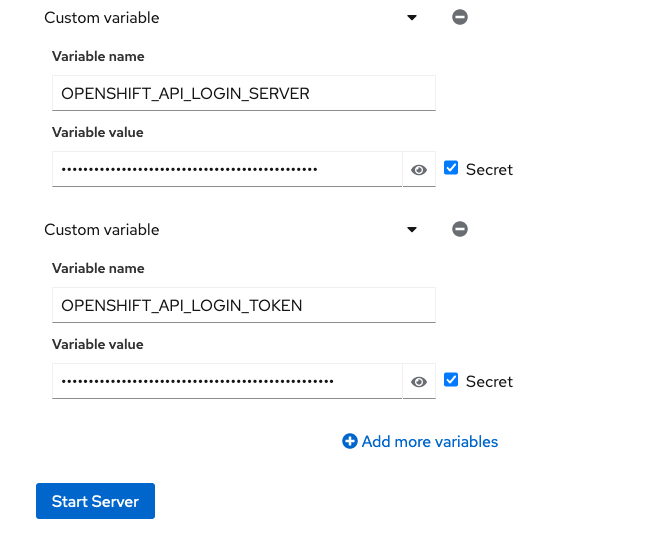 Custom variable
Variable name
OPENSHIFT_API_LOGIN_SERVER
Variable value
Secret
Custom variable
Variable name
OPENSHIFT_API_LOGIN_TOKEN
Variable value
Secret
Add more variables
Start Server